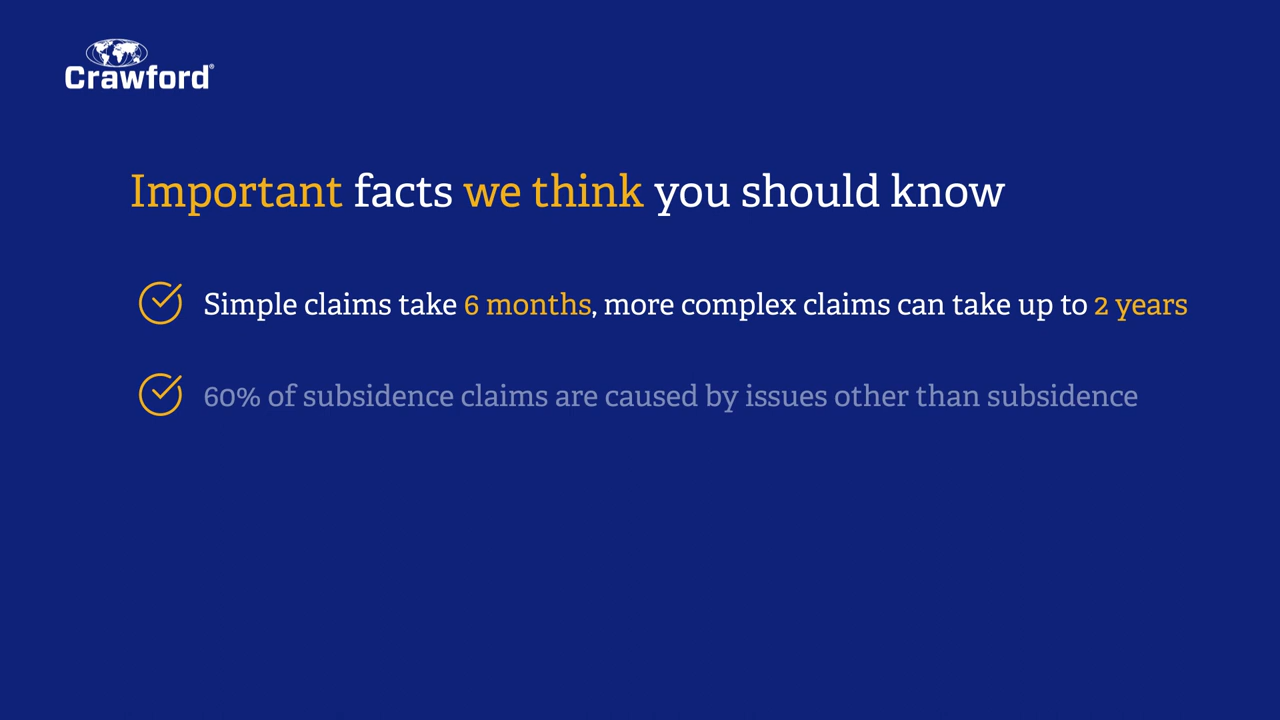 Crawford®
Important facts we think you should know
Simple claims take 6 months, more complex claims can take up to 2 years
60% of subsidence claims are caused by issues other than subsidence